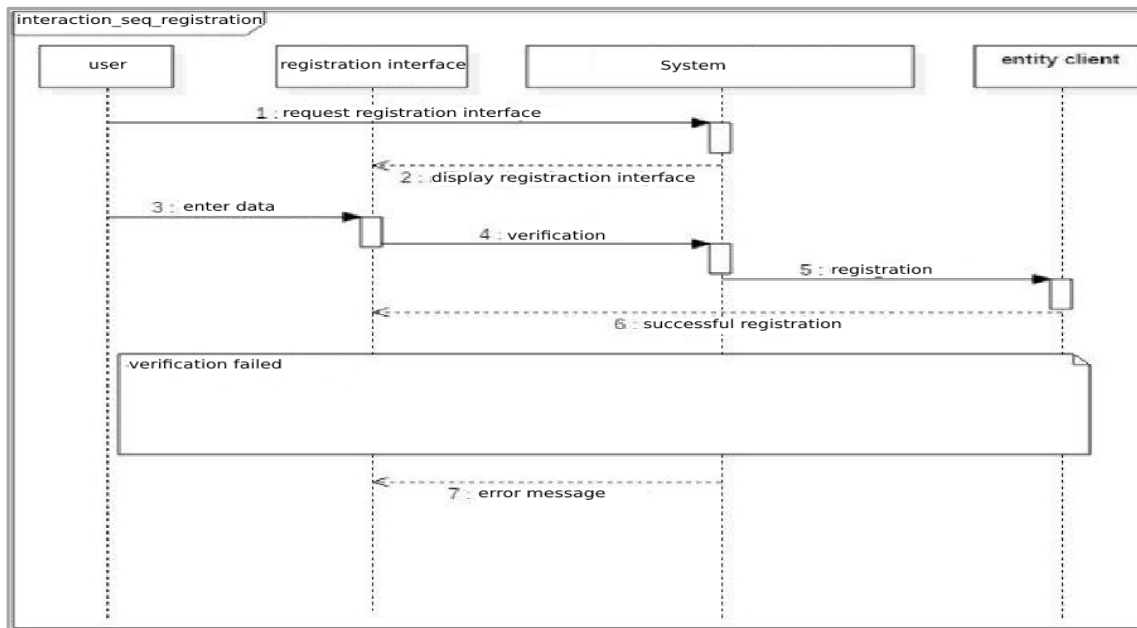 interaction_seq_registration
user
registration interface
System
entity client
1 : request registration interface
2 : display registraction interface
3 : enter data
4 : verification
5 : registration
6 : successful registration
verification failed
7 : error message